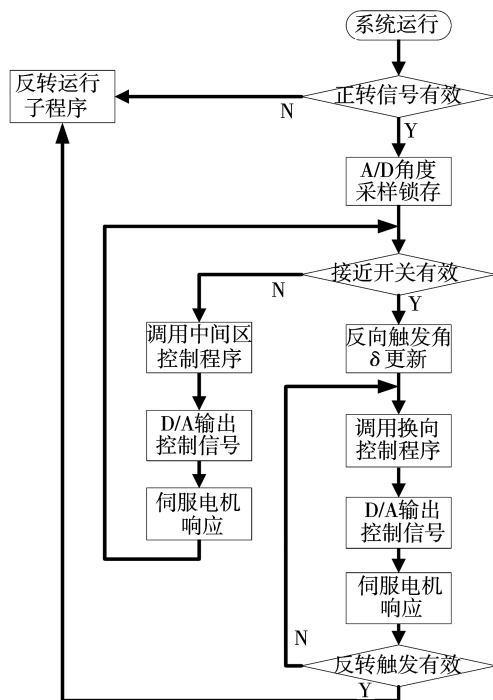 系统运行
正转信号有效
N
Y
反转运行
子程序
A/D角度
采样锁存
接近开关有效
N
Y
调用中间区
控制程序
D/A输出
控制信号
伺服电机
响应
反向触发角
δ更新
调用换向
控制程序
D/A输出
控制信号
伺服电机
响应
反转触发有效
N
Y